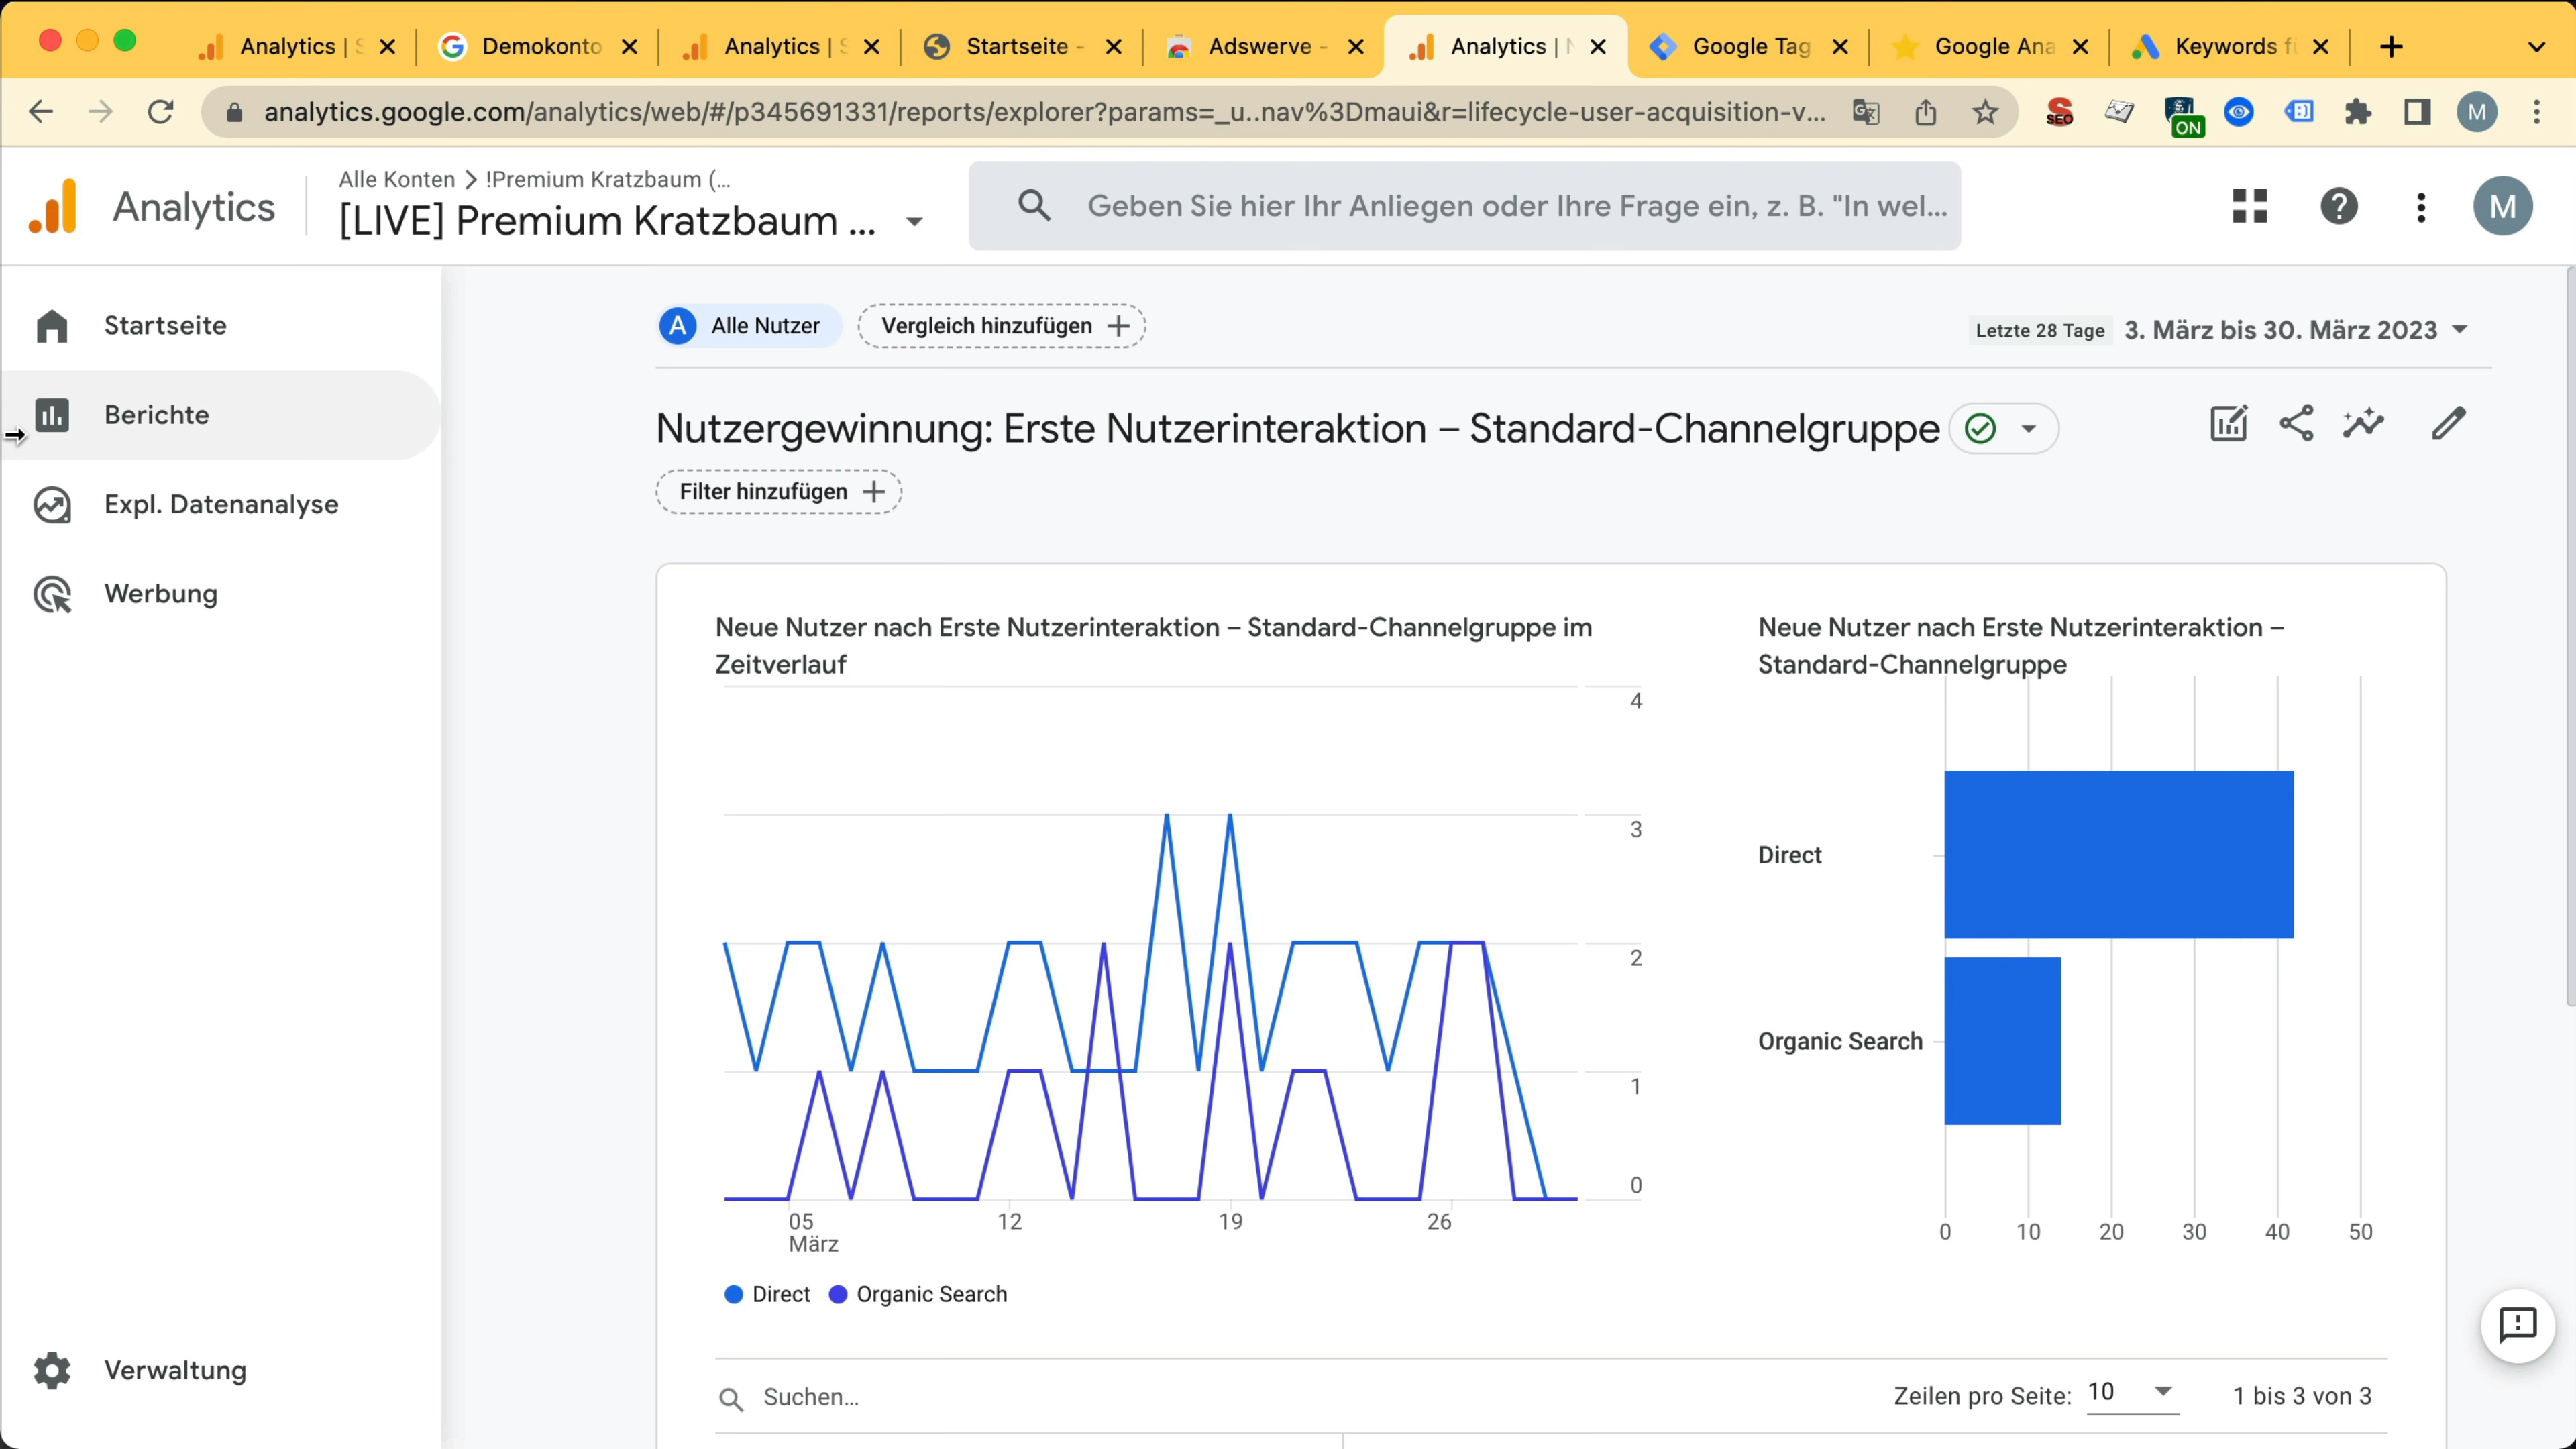 Analytics | S
Demokonto
Analytics | S
Startseite -
Adswerve -
Analytics | N
Google Tag
Google Ana
Keywords f
analytics.google.com/analytics/web/#/p345691331/reports/explorer?params=_u..nav%3Dmaui&r=lifecycle-user-acquisition-v...
SEO
ON
M
Analytics
Alle Konten > !Premium Kratzbaum (...
[LIVE] Premium Kratzbaum ...
Geben Sie hier Ihr Anliegen oder Ihre Frage ein, z. B. "In wel...
M
Startseite
Berichte
Expl. Datenanalyse
Werbung
Verwaltung
A Alle Nutzer
Vergleich hinzufügen +
Letzte 28 Tage 3. März bis 30. März 2023
Nutzergewinnung: Erste Nutzerinteraktion – Standard-Channelgruppe
Filter hinzufügen +
Neue Nutzer nach Erste Nutzerinteraktion – Standard-Channelgruppe im
Zeitverlauf
4
3
2
1
0
05
März
12
19
26
Direct
Organic Search
Neue Nutzer nach Erste Nutzerinteraktion –
Standard-Channelgruppe
Direct
Organic Search
0
10
20
30
40
50
Suchen...
Zeilen pro Seite: 10
1 bis 3 von 3